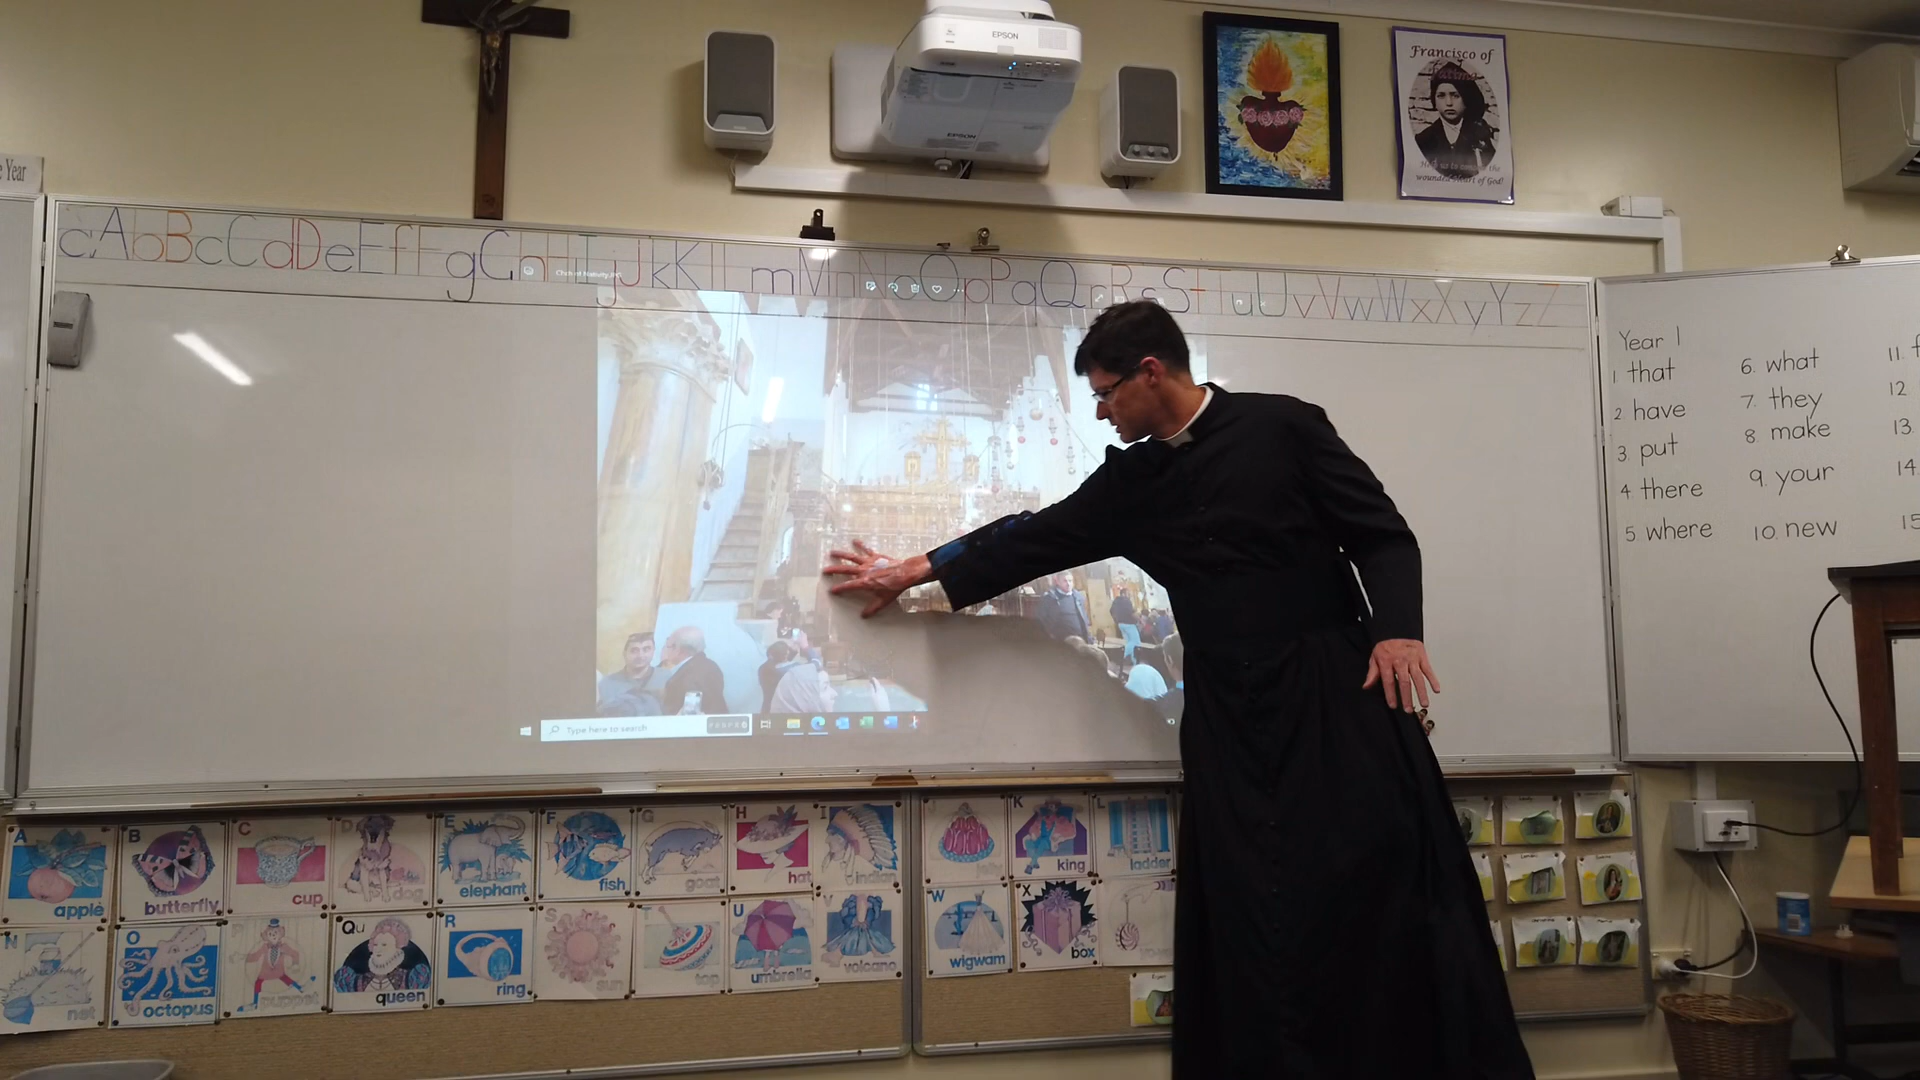 EPSON
EPSON
Francisco of
Fatima
wounded Heart of God!
e Year
aAbBcCdDeEfFgGhHiIjJkKlLmMnNoOpPqQrRsStTuUvVwWxXyYzZ
Year 1
1 that
2 have
3 put
4 there
5 where
6. what
7. they
8 make
9. your
10. new
11. f
12
13.
14.
15
Type here to search
A apple
B butterfly
C cup
D dog
E elephant
F fish
G goat
H hat
I indian
K king
L ladder
N net
O octopus
P puppet
Qu queen
R ring
S sun
T top
U umbrella
V volcano
W wigwam
X box